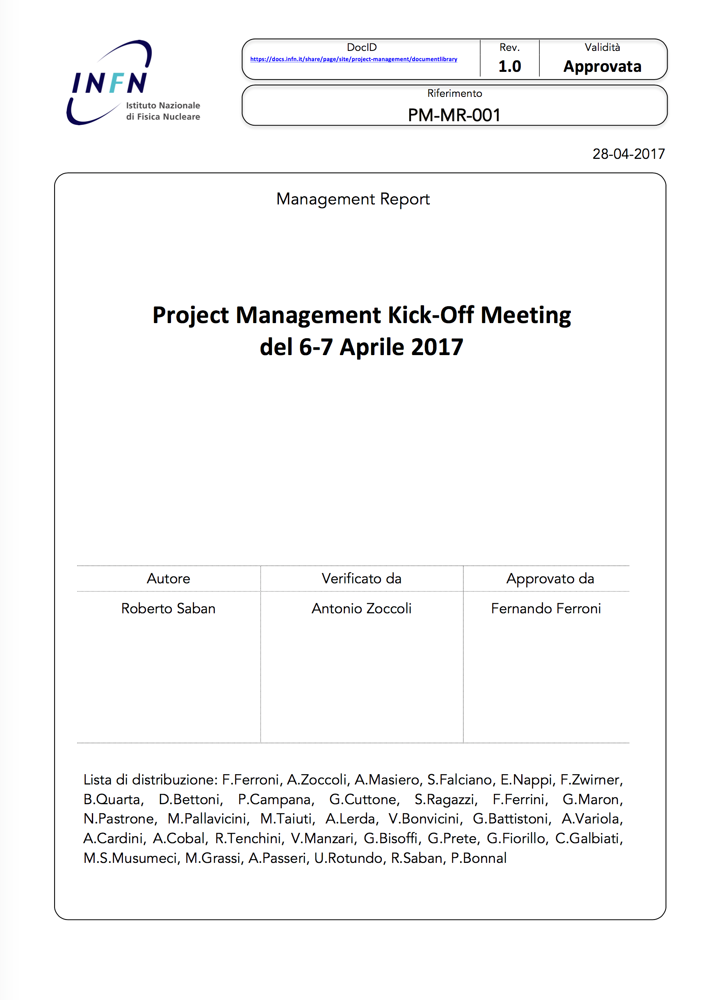 INFN
Istituto Nazionale
di Fisica Nucleare
DocID
https://docs.infn.it/share/page/site/project-management/documentlibrary
Rev.
1.0
Validità
Approvata
Riferimento
PM-MR-001
28-04-2017
Management Report
Project Management Kick-Off Meeting
del 6-7 Aprile 2017
Autore
Verificato da
Approvato da
Roberto Saban
Antonio Zoccoli
Fernando Ferroni
Lista di distribuzione: F.Ferroni, A.Zoccoli, A.Masiero, S.Falciano, E.Nappi, F.Zwirner,
B.Quarta, D.Bettoni, P.Campana, G.Cuttone, S.Ragazzi, F.Ferrini, G.Maron,
N.Pastrone, M.Pallavicini, M.Taiuti, A.Lerda, V.Bonvicini, G.Battistoni, A.Variola,
A.Cardini, A.Cobal, R.Tenchini, V.Manzari, G.Bisoffi, G.Prete, G.Fiorillo, C.Galbiati,
M.S.Musumeci, M.Grassi, A.Passeri, U.Rotundo, R.Saban, P.Bonnal